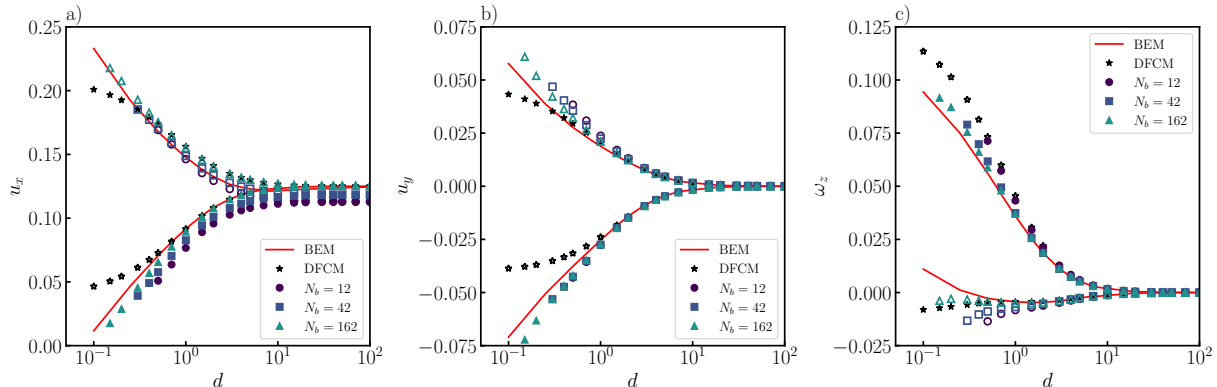 a)
0.25
0.20
0.15
0.10
0.05
0.00
u_x
10^{-1}
10^0
10^1
10^2
d
BEM
DFCM
N_b = 12
N_b = 42
N_b = 162
b)
0.075
0.050
0.025
0.000
−0.025
−0.050
−0.075
u_y
10^{-1}
10^0
10^1
10^2
d
BEM
DFCM
N_b = 12
N_b = 42
N_b = 162
c)
0.125
0.100
0.075
0.050
0.025
0.000
−0.025
ω_z
10^{-1}
10^0
10^1
10^2
d
BEM
DFCM
N_b = 12
N_b = 42
N_b = 162